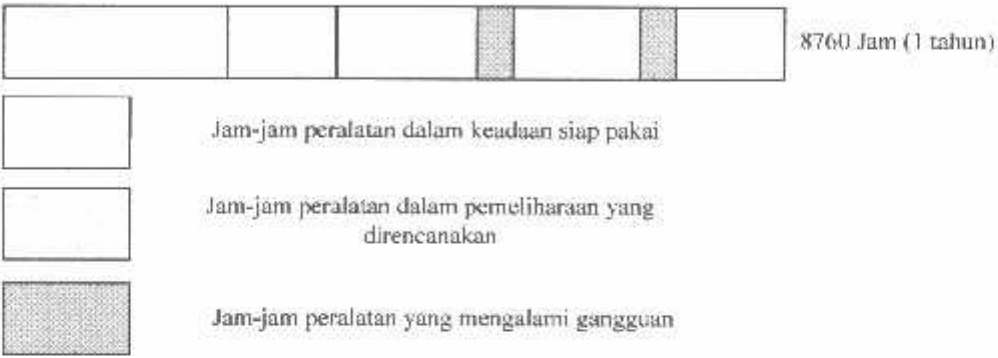 8760 Jam (1 tahun)
Jam-jam peralatan dalam keadaan siap pakai
Jam-jam peralatan dalam pemeliharaan yang
direncanakan
Jam-jam peralatan yang mengalami gangguan